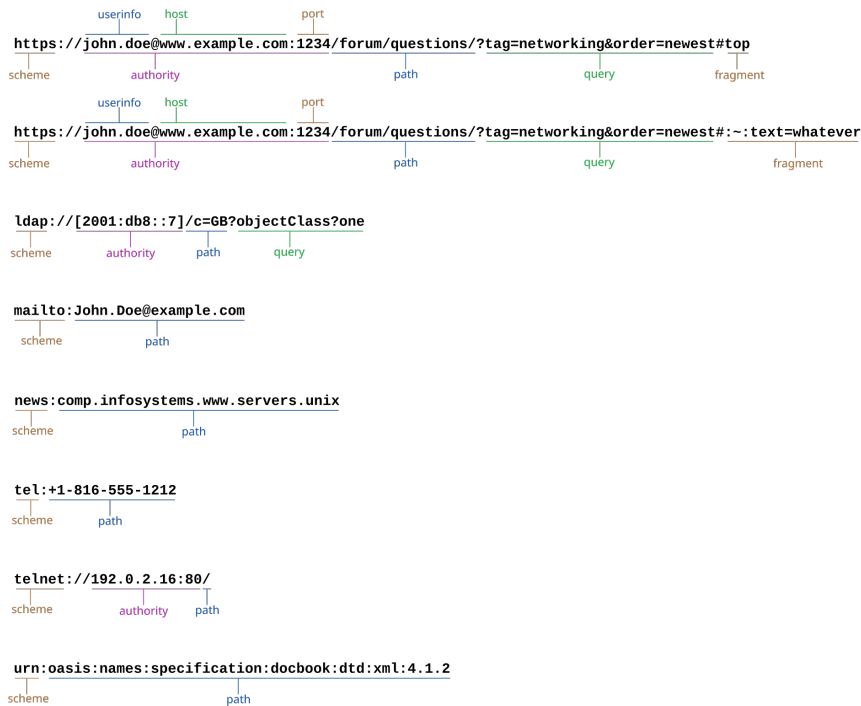 userinfo host port
https://john.doe@www.example.com:1234/forum/questions/?tag=networking&order=newest#top
scheme authority path query fragment
userinfo host port
https://john.doe@www.example.com:1234/forum/questions/?tag=networking&order=newest#:~:text=whatever
scheme authority path query fragment
ldap://[2001:db8::7]/c=GB?objectClass?one
scheme authority path query
mailto:John.Doe@example.com
scheme path
news:comp.infosystems.www.servers.unix
scheme path
tel:+1-816-555-1212
scheme path
telnet://192.0.2.16:80/
scheme authority path
urn:oasis:names:specification:docbook:dtd:xml:4.1.2
scheme path